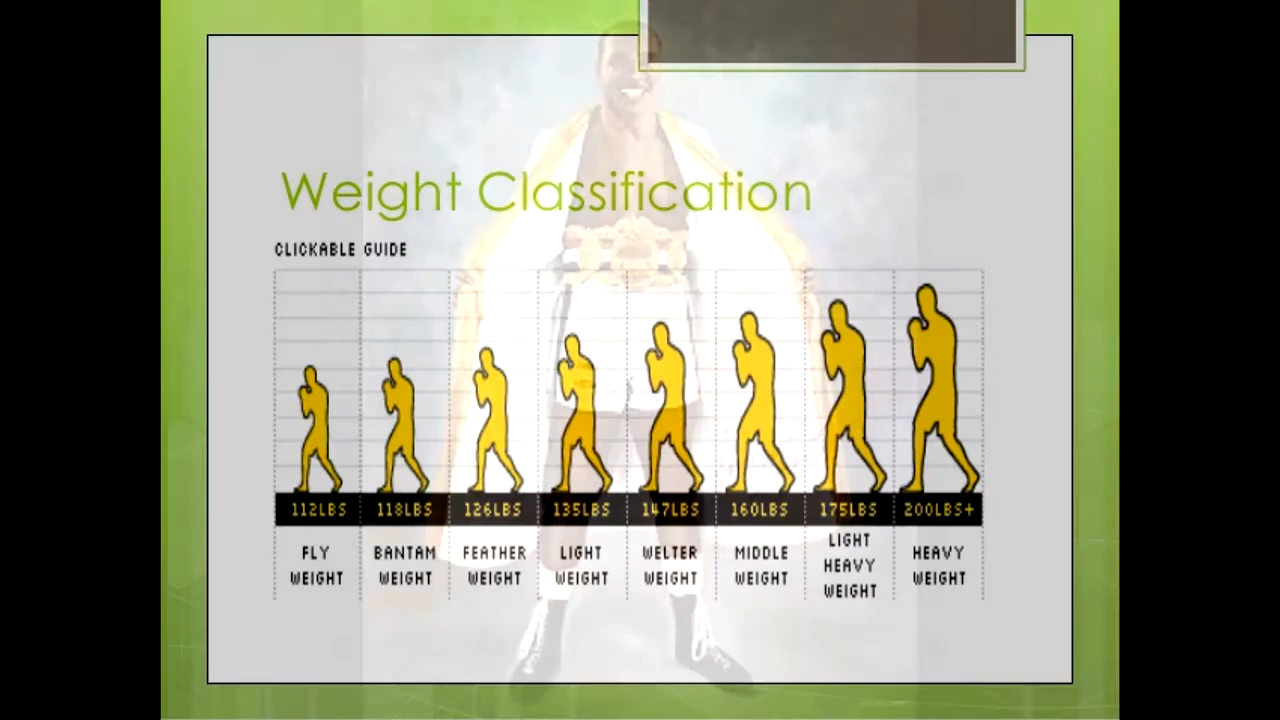 Weight Classification
CLICKABLE GUIDE
112LBS 118LBS 126LBS 135LBS 147LBS 160LBS 175LBS 200LBS+
FLY WEIGHT
BANTAM WEIGHT
FEATHER WEIGHT
LIGHT WEIGHT
WELTER WEIGHT
MIDDLE WEIGHT
LIGHT HEAVY WEIGHT
HEAVY WEIGHT